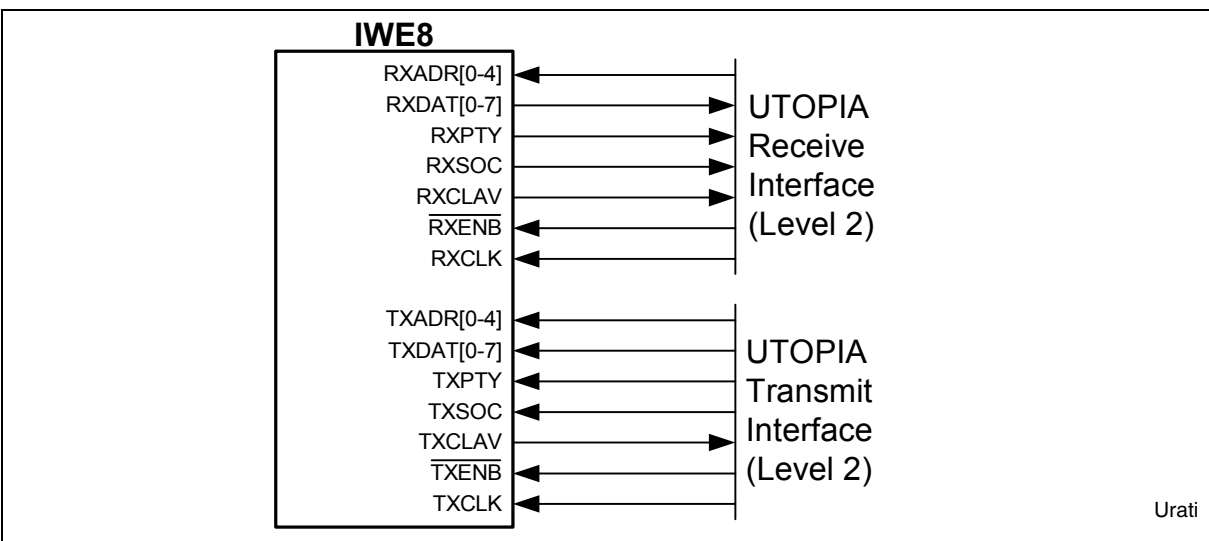 IWE8
RXADR[0-4]
RXDAT[0-7]
RXPTY
RXSOC
RXCLAV
RXENB
RXCLK
UTOPIA
Receive
Interface
(Level 2)
TXADR[0-4]
TXDAT[0-7]
TXPTY
TXSOC
TXCLAV
TXENB
TXCLK
UTOPIA
Transmit
Interface
(Level 2)
Urati